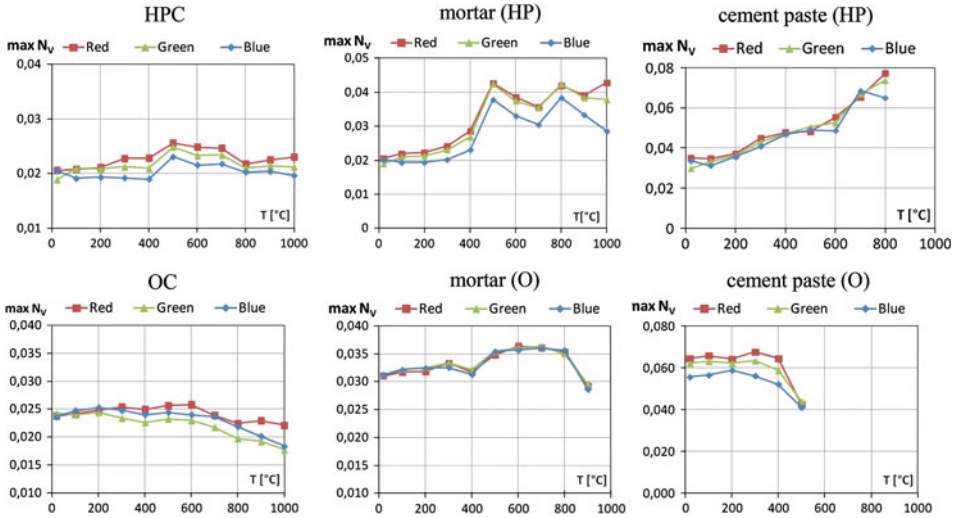 HPC
max Nv
Red Green Blue
0,04
0,03
0,02
0,01
T [°C]
0 200 400 600 800 1000
mortar (HP)
max Nv
Red Green Blue
0,05
0,04
0,03
0,02
0,01
0
T[°C]
0 200 400 600 800 1000
cement paste (HP)
max Nv
Red Green Blue
0,08
0,06
0,04
0,02
0,00
T [°C]
0 200 400 600 800 1000
OC
max Nv
Red Green Blue
0,040
0,035
0,030
0,025
0,020
0,015
0,010
T [°C]
0 200 400 600 800 1000
mortar (O)
max Nv
Red Green Blue
0,040
0,035
0,030
0,025
0,020
0,015
0,010
T [°C]
0 200 400 600 800 1000
cement paste (O)
max Nv
Red Green Blue
0,080
0,060
0,040
0,020
0,000
T [°C]
0 200 400 600 800 1000